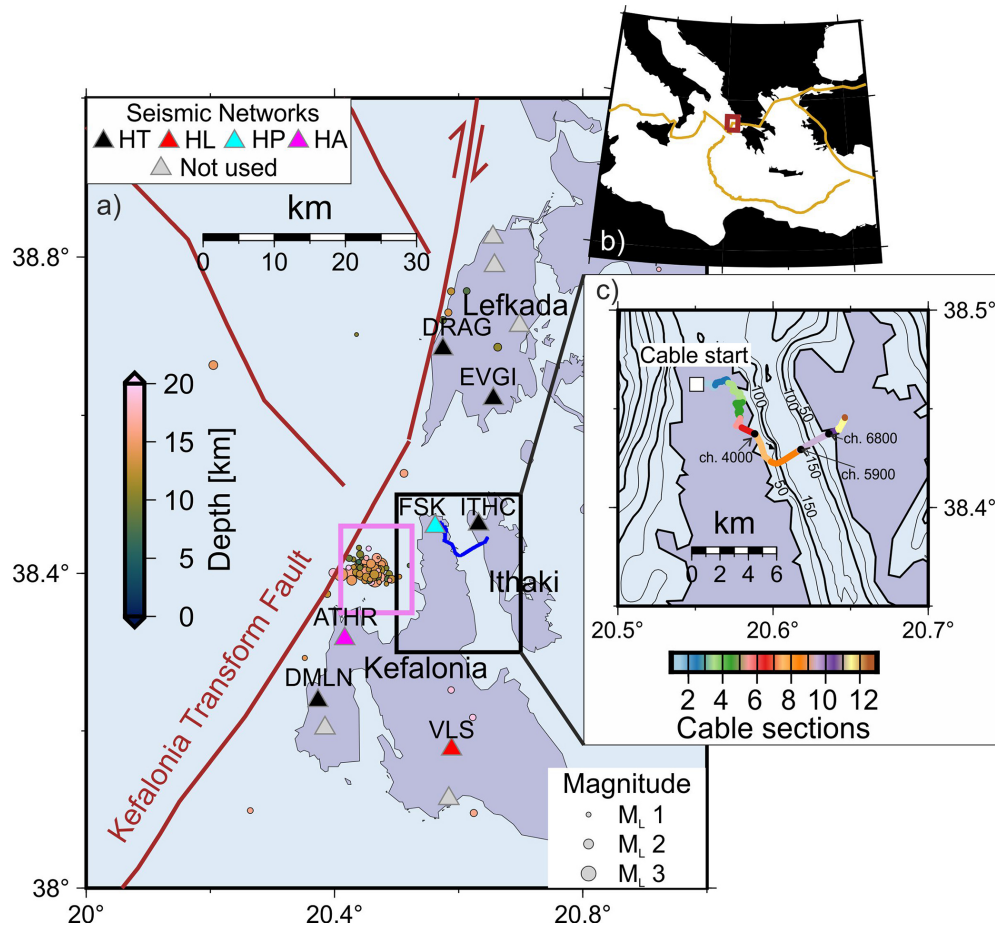 Seismic Networks
HT HL HP HA
Not used
a)
km
0 10 20 30
38.8°
38.4°
38°
20° 20.4° 20.8°
Lefkada
DRAG
EVGI
20
15
10
5
0
Depth [km]
FSK ITHC
Ithaki
ATHR
Kefalonia
DMLN
VLS
Kefalonia Transform Fault
Magnitude
M_L 1
M_L 2
M_L 3
b)
c)
Cable start
100
100
50
ch. 4000
ch. 6800
ch. 5900
50
150
150
km
0 2 4 6
38.5°
38.4°
20.5° 20.6° 20.7°
2 4 6 8 10 12
Cable sections